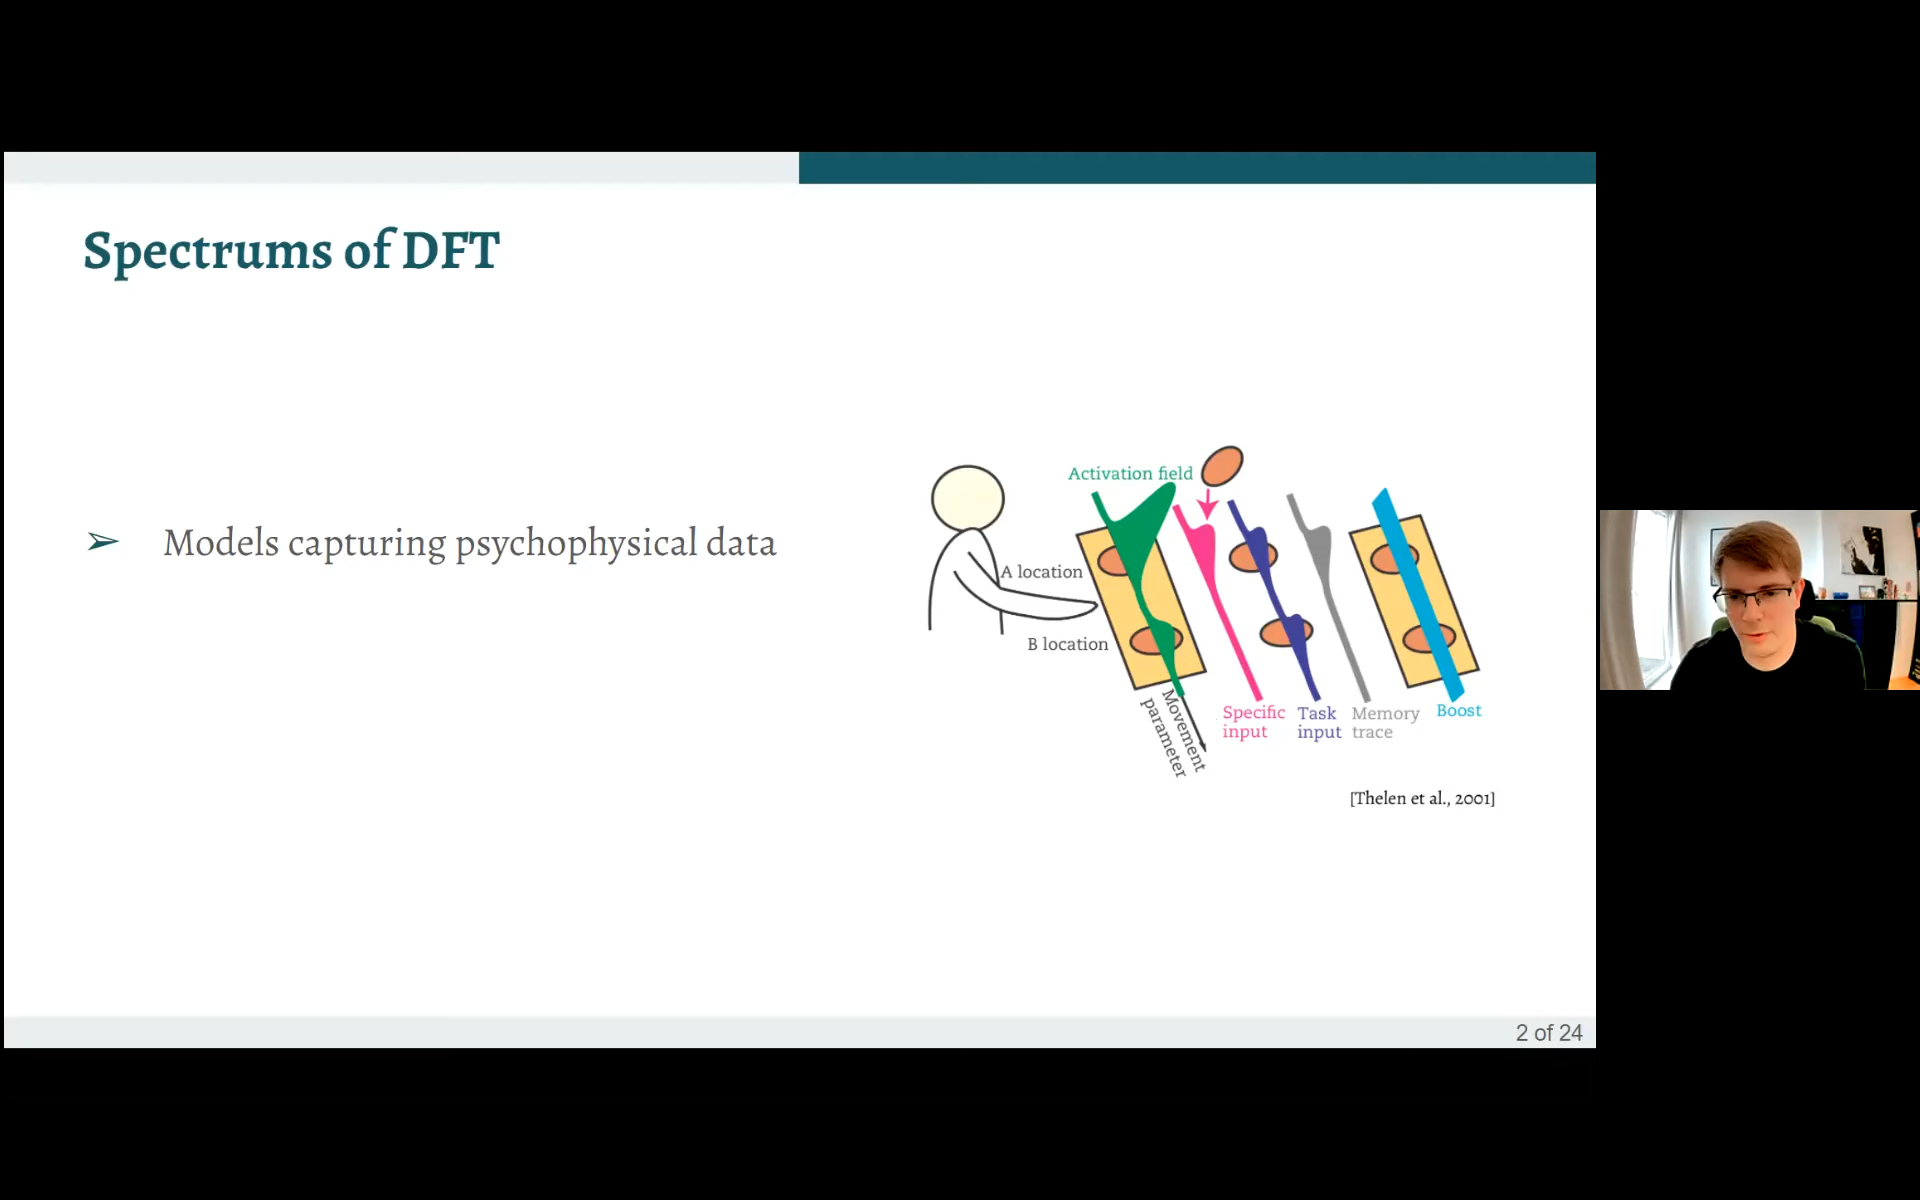 Spectrums of DFT
➢ Models capturing psychophysical data
Activation field
A location
B location
Movement
parameter
Specific
input
Task
input
Memory
trace
Boost
[Thelen et al., 2001]
2 of 24